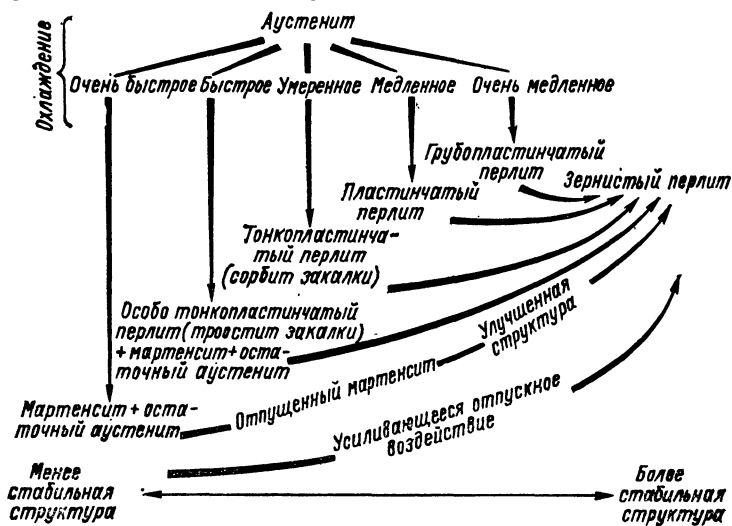 Аустенит
Охлаждение
Очень быстрое Быстрое Умеренное Медленное Очень медленное
Грубопластинчатый
перлит
Зернистый перлит
Пластинчатый
перлит
Тонкопластинча-
тый перлит
(сорбит закалки)
Особо тонкопластинчатый
перлит (тростит закалки)
+ мартенсит + оста-
точный аустенит
Улучшенная
структура
Отпущенный мартенсит
Мартенсит + оста-
точный аустенит
Усиливающееся отпускное
воздействие
Менее
стабильная
структура
Более
стабильная
структура